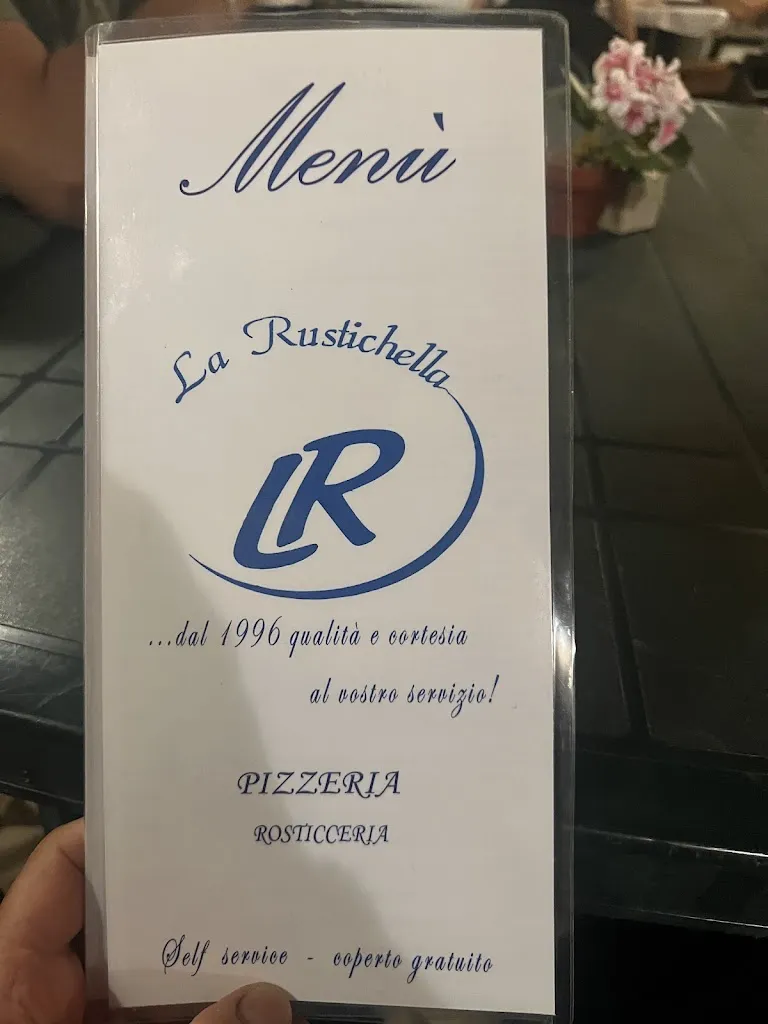 Menù
La Rustichella
LR
...dal 1996 qualità e cortesia
al vostro servizio!
PIZZERIA
ROSTICCERIA
Self service - coperto gratuito